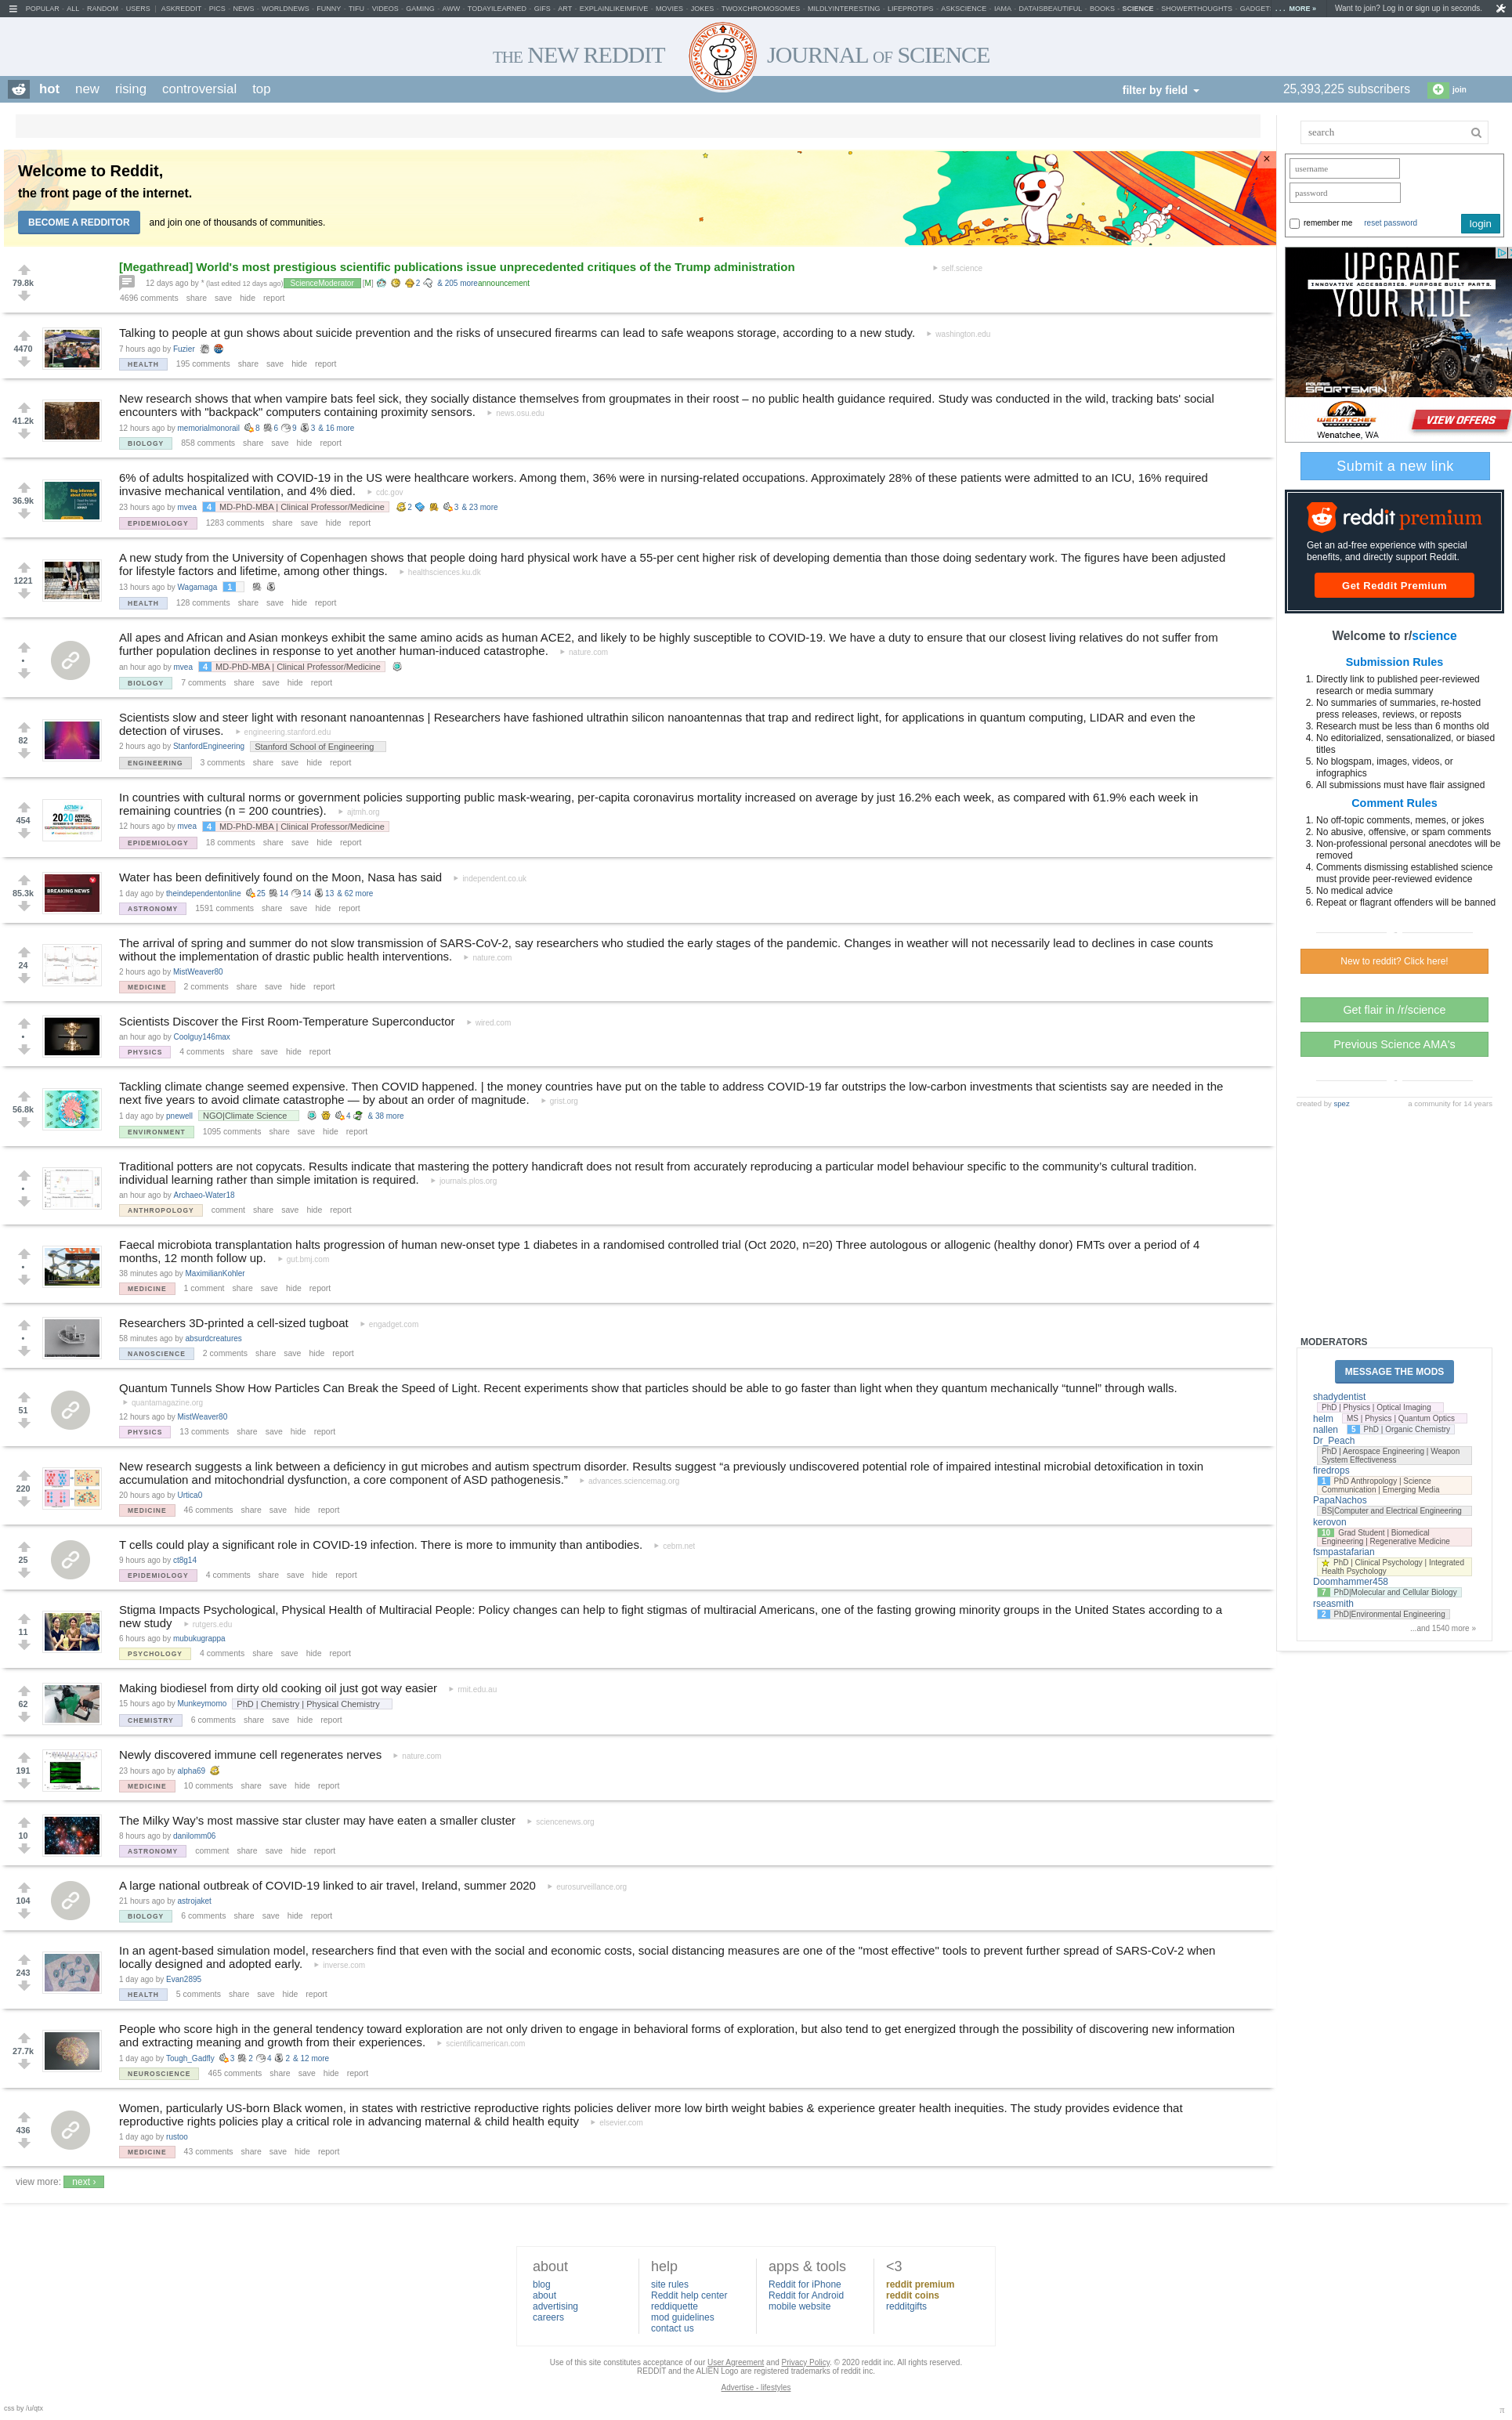 POPULAR - ALL - RANDOM - USERS | ASKREDDIT - PICS - NEWS - WORLDNEWS - FUNNY - TIFU - VIDEOS - GAMING - AWW - TODAYILEARNED - GIFS - ART - EXPLAINLIKEIMFIVE - MOVIES - JOKES - TWOXCHROMOSOMES - MILDLYINTERESTING - LIFEPROTIPS - ASKSCIENCE - IAMA - DATAISBEAUTIFUL - BOOKS - SCIENCE - SHOWERTHOUGHTS - GADGET ... MORE » Want to join? Log in or sign up in seconds.
THE NEW REDDIT JOURNAL OF SCIENCE
hot new rising controversial top filter by field 25,393,225 subscribers join
Welcome to Reddit,
the front page of the internet.
BECOME A REDDITOR and join one of thousands of communities.
79.8k
[Megathread] World's most prestigious scientific publications issue unprecedented critiques of the Trump administration self.science
12 days ago by * (last edited 12 days ago) ScienceModerator [M] 2 & 205 more announcement
4696 comments share save hide report
4470
Talking to people at gun shows about suicide prevention and the risks of unsecured firearms can lead to safe weapons storage, according to a new study. washington.edu
7 hours ago by Fuzier
HEALTH 195 comments share save hide report
41.2k
New research shows that when vampire bats feel sick, they socially distance themselves from groupmates in their roost – no public health guidance required. Study was conducted in the wild, tracking bats' social
encounters with "backpack" computers containing proximity sensors. news.osu.edu
12 hours ago by memorialmonorail 8 6 9 3 & 16 more
BIOLOGY 858 comments share save hide report
36.9k
6% of adults hospitalized with COVID-19 in the US were healthcare workers. Among them, 36% were in nursing-related occupations. Approximately 28% of these patients were admitted to an ICU, 16% required
invasive mechanical ventilation, and 4% died. cdc.gov
23 hours ago by mvea 4 MD-PhD-MBA | Clinical Professor/Medicine 2 3 & 23 more
EPIDEMIOLOGY 1283 comments share save hide report
1221
A new study from the University of Copenhagen shows that people doing hard physical work have a 55-per cent higher risk of developing dementia than those doing sedentary work. The figures have been adjusted
for lifestyle factors and lifetime, among other things. healthsciences.ku.dk
13 hours ago by Wagamaga 1
HEALTH 128 comments share save hide report
•
All apes and African and Asian monkeys exhibit the same amino acids as human ACE2, and likely to be highly susceptible to COVID-19. We have a duty to ensure that our closest living relatives do not suffer from
further population declines in response to yet another human-induced catastrophe. nature.com
an hour ago by mvea 4 MD-PhD-MBA | Clinical Professor/Medicine
BIOLOGY 7 comments share save hide report
82
Scientists slow and steer light with resonant nanoantennas | Researchers have fashioned ultrathin silicon nanoantennas that trap and redirect light, for applications in quantum computing, LIDAR and even the
detection of viruses. engineering.stanford.edu
2 hours ago by StanfordEngineering Stanford School of Engineering
ENGINEERING 3 comments share save hide report
454
In countries with cultural norms or government policies supporting public mask-wearing, per-capita coronavirus mortality increased on average by just 16.2% each week, as compared with 61.9% each week in
remaining countries (n = 200 countries). ajtmh.org
12 hours ago by mvea 4 MD-PhD-MBA | Clinical Professor/Medicine
EPIDEMIOLOGY 18 comments share save hide report
2020 ANNUAL MEETING
85.3k
Water has been definitively found on the Moon, Nasa has said independent.co.uk
1 day ago by theindependentonline 25 14 14 13 & 62 more
ASTRONOMY 1591 comments share save hide report
BREAKING NEWS
24
The arrival of spring and summer do not slow transmission of SARS-CoV-2, say researchers who studied the early stages of the pandemic. Changes in weather will not necessarily lead to declines in case counts
without the implementation of drastic public health interventions. nature.com
2 hours ago by MistWeaver80
MEDICINE 2 comments share save hide report
•
Scientists Discover the First Room-Temperature Superconductor wired.com
an hour ago by Coolguy146max
PHYSICS 4 comments share save hide report
56.8k
Tackling climate change seemed expensive. Then COVID happened. | the money countries have put on the table to address COVID-19 far outstrips the low-carbon investments that scientists say are needed in the
next five years to avoid climate catastrophe — by about an order of magnitude. grist.org
1 day ago by pnewell NGO|Climate Science 4 & 38 more
ENVIRONMENT 1095 comments share save hide report
•
Traditional potters are not copycats. Results indicate that mastering the pottery handicraft does not result from accurately reproducing a particular model behaviour specific to the community's cultural tradition.
individual learning rather than simple imitation is required. journals.plos.org
an hour ago by Archaeo-Water18
ANTHROPOLOGY comment share save hide report
•
Faecal microbiota transplantation halts progression of human new-onset type 1 diabetes in a randomised controlled trial (Oct 2020, n=20) Three autologous or allogenic (healthy donor) FMTs over a period of 4
months, 12 month follow up. gut.bmj.com
38 minutes ago by MaximilianKohler
MEDICINE 1 comment share save hide report
•
Researchers 3D-printed a cell-sized tugboat engadget.com
58 minutes ago by absurdcreatures
NANOSCIENCE 2 comments share save hide report
51
Quantum Tunnels Show How Particles Can Break the Speed of Light. Recent experiments show that particles should be able to go faster than light when they quantum mechanically “tunnel” through walls.
quantamagazine.org
12 hours ago by MistWeaver80
PHYSICS 13 comments share save hide report
220
New research suggests a link between a deficiency in gut microbes and autism spectrum disorder. Results suggest “a previously undiscovered potential role of impaired intestinal microbial detoxification in toxin
accumulation and mitochondrial dysfunction, a core component of ASD pathogenesis.” advances.sciencemag.org
20 hours ago by Urtica0
MEDICINE 46 comments share save hide report
25
T cells could play a significant role in COVID-19 infection. There is more to immunity than antibodies. cebm.net
9 hours ago by ct8g14
EPIDEMIOLOGY 4 comments share save hide report
11
Stigma Impacts Psychological, Physical Health of Multiracial People: Policy changes can help to fight stigmas of multiracial Americans, one of the fasting growing minority groups in the United States according to a
new study rutgers.edu
6 hours ago by mubukugrappa
PSYCHOLOGY 4 comments share save hide report
62
Making biodiesel from dirty old cooking oil just got way easier rmit.edu.au
15 hours ago by Munkeymomo PhD | Chemistry | Physical Chemistry
CHEMISTRY 6 comments share save hide report
191
Newly discovered immune cell regenerates nerves nature.com
23 hours ago by alpha69
MEDICINE 10 comments share save hide report
10
The Milky Way's most massive star cluster may have eaten a smaller cluster sciencenews.org
8 hours ago by danilomm06
ASTRONOMY comment share save hide report
104
A large national outbreak of COVID-19 linked to air travel, Ireland, summer 2020 eurosurveillance.org
21 hours ago by astrojaket
BIOLOGY 6 comments share save hide report
243
In an agent-based simulation model, researchers find that even with the social and economic costs, social distancing measures are one of the "most effective" tools to prevent further spread of SARS-CoV-2 when
locally designed and adopted early. inverse.com
1 day ago by Evan2895
HEALTH 5 comments share save hide report
27.7k
People who score high in the general tendency toward exploration are not only driven to engage in behavioral forms of exploration, but also tend to get energized through the possibility of discovering new information
and extracting meaning and growth from their experiences. scientificamerican.com
1 day ago by Tough_Gadfly 3 2 4 2 & 12 more
NEUROSCIENCE 465 comments share save hide report
436
Women, particularly US-born Black women, in states with restrictive reproductive rights policies deliver more low birth weight babies & experience greater health inequities. The study provides evidence that
reproductive rights policies play a critical role in advancing maternal & child health equity elsevier.com
1 day ago by rustoo
MEDICINE 43 comments share save hide report
view more: next ›
search
username
password
remember me reset password login
UPGRADE
INNOVATIVE ACCESSORIES. PURPOSEFULLY BUILT.
YOUR RIDE
POLARIS
SPORTSMAN
WENATCHEE
Wenatchee, WA
VIEW OFFERS
Submit a new link
reddit premium
Get an ad-free experience with special
benefits, and directly support Reddit.
Get Reddit Premium
Welcome to r/science
Submission Rules
1. Directly link to published peer-reviewed
research or media summary
2. No summaries of summaries, re-hosted
press releases, reviews, or reposts
3. Research must be less than 6 months old
4. No editorialized, sensationalized, or biased
titles
5. No blogspam, images, videos, or
infographics
6. All submissions must have flair assigned
Comment Rules
1. No off-topic comments, memes, or jokes
2. No abusive, offensive, or spam comments
3. Non-professional personal anecdotes will be
removed
4. Comments dismissing established science
must provide peer-reviewed evidence
5. No medical advice
6. Repeat or flagrant offenders will be banned
New to reddit? Click here!
Get flair in /r/science
Previous Science AMA's
created by spez a community for 14 years
MODERATORS
MESSAGE THE MODS
shadydentist
PhD | Physics | Optical Imaging
helm MS | Physics | Quantum Optics
nallen 5 PhD | Organic Chemistry
Dr_Peach
PhD | Aerospace Engineering | Weapon
System Effectiveness
firedrops
1 PhD Anthropology | Science
Communication | Emerging Media
PapaNachos
BS|Computer and Electrical Engineering
kerovon
10 Grad Student | Biomedical
Engineering | Regenerative Medicine
fsmpastafarian
PhD | Clinical Psychology | Integrated
Health Psychology
Doomhammer458
7 PhD|Molecular and Cellular Biology
rseasmith
2 PhD|Environmental Engineering
...and 1540 more »
about help apps & tools <3
blog site rules Reddit for iPhone reddit premium
about Reddit help center Reddit for Android reddit coins
advertising reddiquette mobile website redditgifts
careers mod guidelines
contact us
Use of this site constitutes acceptance of our User Agreement and Privacy Policy. © 2020 reddit inc. All rights reserved.
REDDIT and the ALIEN Logo are registered trademarks of reddit inc.
Advertise - lifestyles
css by /u/qtx
π